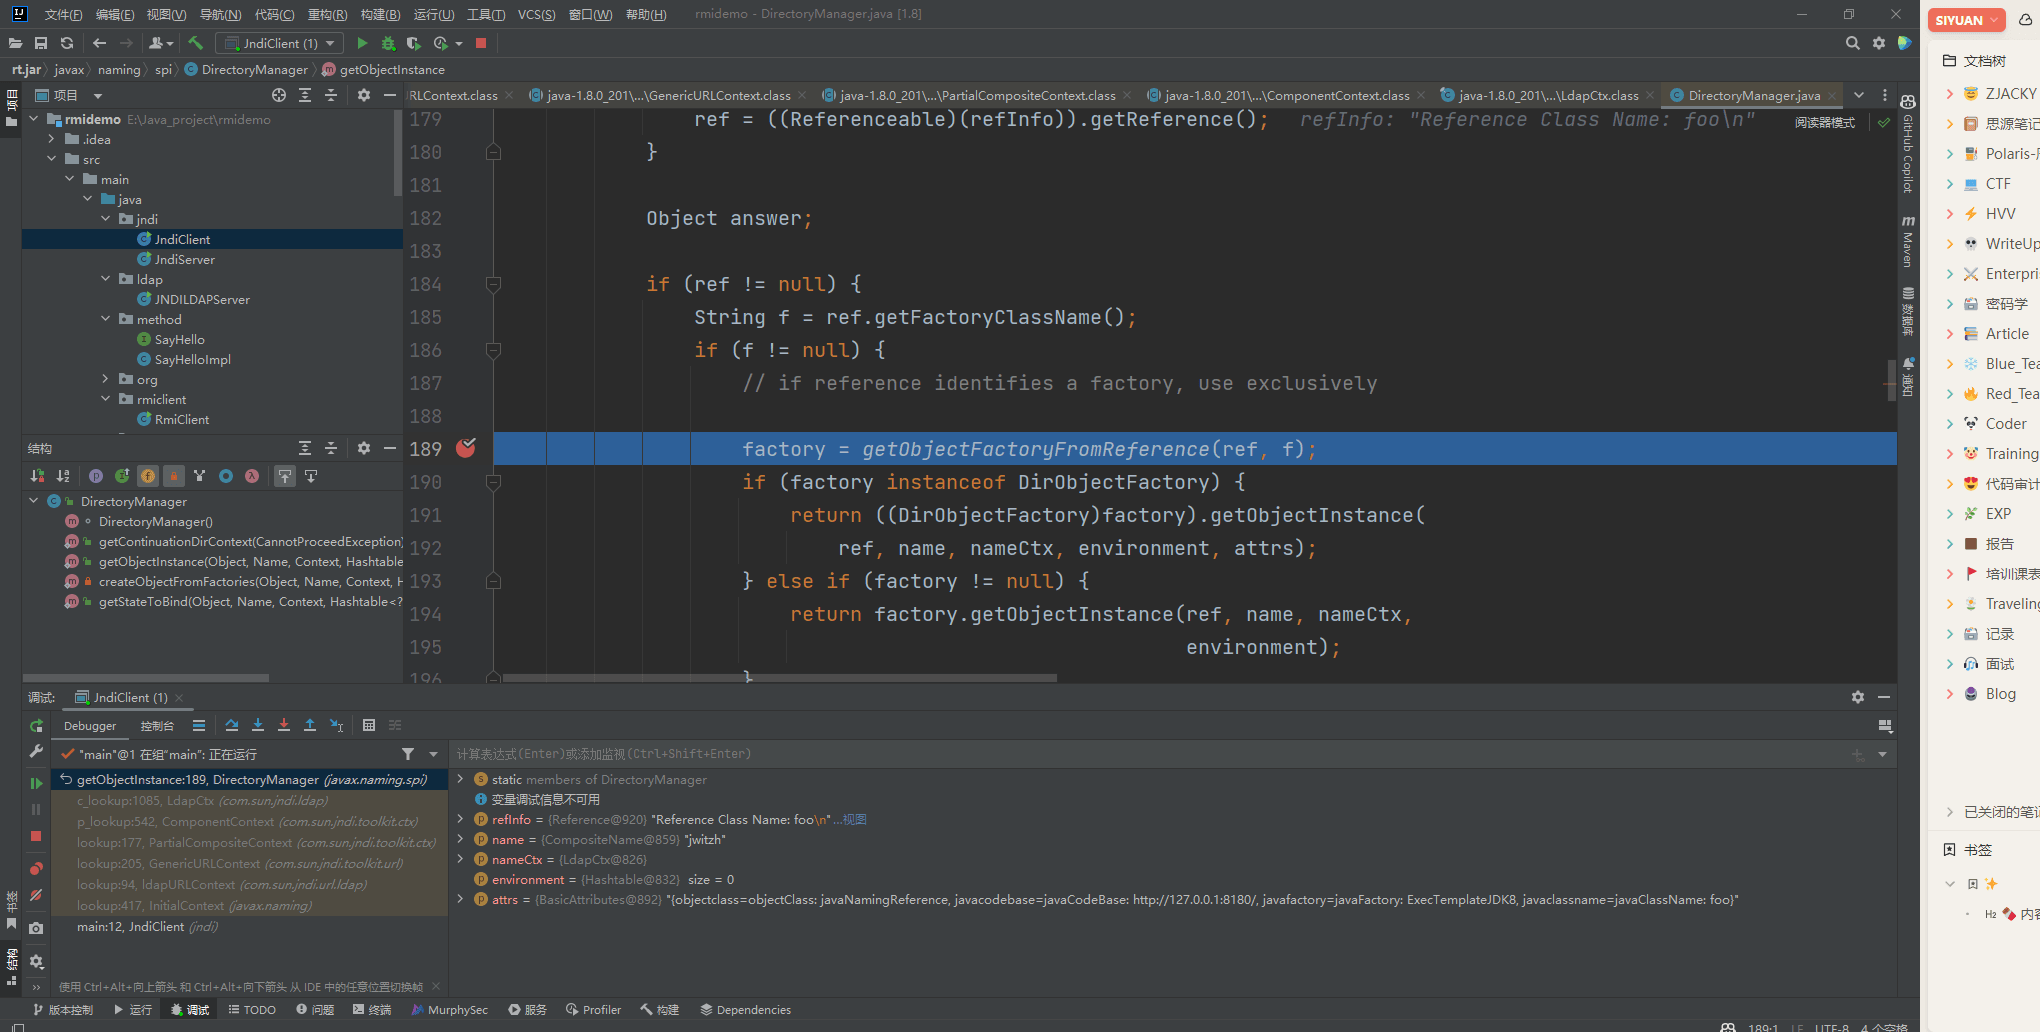 文件(F) 编辑(E) 视图(V) 导航(N) 代码(C) 重构(R) 构建(B) 运行(U) 工具(T) VCS(S) 窗口(W) 帮助(H) rmidemo - DirectoryManager.java [1.8]
JndiClient (1)
rt.jar javax naming spi DirectoryManager getObjectInstance
项目
项目
rmidemo E:\Java_project\rmidemo
.idea
src
main
java
jndi
JndiClient
JndiServer
ldap
JNDILDAPServer
method
SayHello
SayHelloImpl
org
rmiclient
RmiClient
结构
DirectoryManager
DirectoryManager()
getContinuationDirContext(CannotProceedException)
getObjectInstance(Object, Name, Context, Hashtable
createObjectFromFactories(Object, Name, Context, H
getStateToBind(Object, Name, Context, Hashtable<?
RLContext.class java-1.8.0_201\...\GenericURLContext.class java-1.8.0_201\...\PartialCompositeContext.class java-1.8.0_201\...\ComponentContext.class java-1.8.0_201\...\LdapCtx.class DirectoryManager.java
阅读器模式
179 ref = ((Referenceable)(refInfo)).getReference(); refInfo: "Reference Class Name: foo\n"
180 }
181
182 Object answer;
183
184 if (ref != null) {
185 String f = ref.getFactoryClassName();
186 if (f != null) {
187 // if reference identifies a factory, use exclusively
188
189 factory = getObjectFactoryFromReference(ref, f);
190 if (factory instanceof DirObjectFactory) {
191 return ((DirObjectFactory)factory).getObjectInstance(
192 ref, name, nameCtx, environment, attrs);
193 } else if (factory != null) {
194 return factory.getObjectInstance(ref, name, nameCtx,
195 environment);
196 }
GitHub Copilot
Maven
数据库
通知
调试: JndiClient (1)
Debugger 控制台
"main"@1 在组"main": 正在运行
getObjectInstance:189, DirectoryManager (javax.naming.spi)
c_lookup:1085, LdapCtx (com.sun.jndi.ldap)
p_lookup:542, ComponentContext (com.sun.jndi.toolkit.ctx)
lookup:177, PartialCompositeContext (com.sun.jndi.toolkit.ctx)
lookup:205, GenericURLContext (com.sun.jndi.toolkit.url)
lookup:94, ldapURLContext (com.sun.jndi.url.ldap)
lookup:417, InitialContext (javax.naming)
main:12, JndiClient (jndi)
使用 Ctrl+Alt+向上箭头 和 Ctrl+Alt+向下箭头 从 IDE 中的任意位置切换帧
计算表达式(Enter)或添加监视(Ctrl+Shift+Enter)
static members of DirectoryManager
变量调试信息不可用
refInfo = {Reference@920} "Reference Class Name: foo\n" ...视图
name = {CompositeName@859} "jwitzh"
nameCtx = {LdapCtx@826}
environment = {Hashtable@832} size = 0
attrs = {BasicAttributes@892} "{objectclass=objectClass: javaNamingReference, javacodebase=javaCodeBase: http://127.0.0.1:8180/, javafactory=javaFactory: ExecTemplateJDK8, javaclassname=javaClassName: foo}"
书签
结构
版本控制 运行 调试 TODO 问题 终端 MurphySec 服务 Profiler 构建 Dependencies
189:1 LF UTF-8 4 个空格
SIYUAN
文档树
ZJACKY
思源笔记
Polaris-
CTF
HVV
WriteUp
Enterpri
密码学
Article
Blue_Tea
Red_Tea
Coder
Training
代码审计
EXP
报告
培训课表
Traveling
记录
面试
Blog
已关闭的笔记
书签
H2 内容